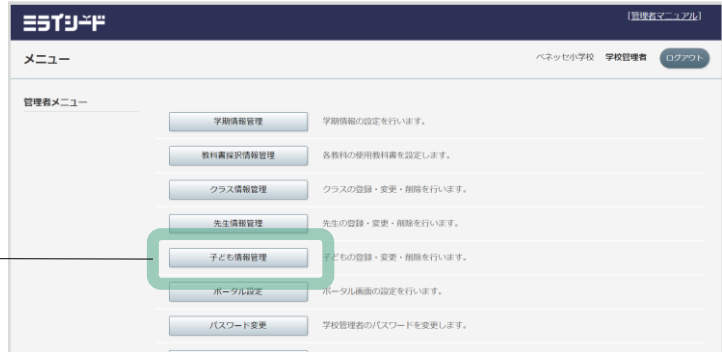 ミライシード
[管理者マニュアル]
メニュー
ベネッセ小学校 学校管理者 ログアウト
管理者メニュー
学期情報管理 学期情報の設定を行います。
教科書採択情報管理 各教科の使用教科書を設定します。
クラス情報管理 クラスの登録・変更・削除を行います。
先生情報管理 先生の登録・変更・削除を行います。
子ども情報管理 子どもの登録・変更・削除を行います。
ポータル設定 ポータル画面の設定を行います。
パスワード変更 学校管理者のパスワードを変更します。